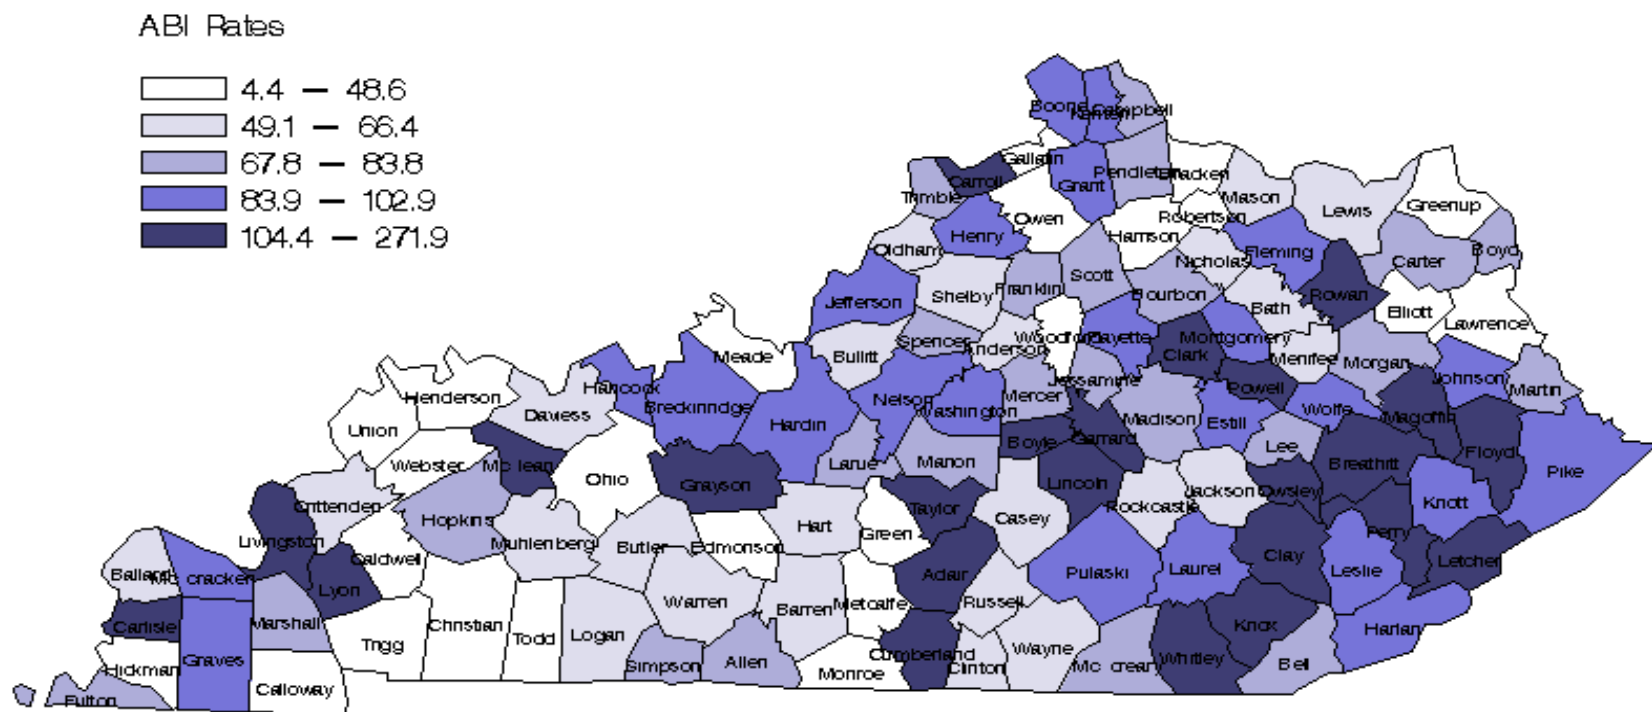 ABI Rates
4.4 — 48.6
49.1 — 66.4
67.8 — 83.8
83.9 — 102.9
104.4 — 271.9
Boone
Kenton
Campbell
Gallatin
Carroll
Grant
Pendleton
Bracken
Trimble
Mason
Lewis
Greenup
Owen
Robertson
Harrison
Henry
Oldham
Fleming
Nicholas
Carter
Boyd
Scott
Franklin
Shelby
Jefferson
Bourbon
Bath
Rowan
Elliott
Lawrence
Woodford
Fayette
Montgomery
Spencer
Anderson
Bullitt
Meade
Clark
Menifee
Morgan
Jessamine
Johnson
Martin
Powell
Hancock
Henderson
Daviess
Breckinridge
Nelson
Washington
Mercer
Madison
Estill
Wolfe
Magoffin
Hardin
Union
Boyle
Garrard
Lee
Floyd
Pike
Breathitt
Webster
Mc lean
Ohio
Grayson
Larue
Marion
Lincoln
Jackson
Owsley
Knott
Crittenden
Hopkins
Taylor
Casey
Rockcastle
Livingston
Muhlenberg
Butler
Edmonson
Hart
Green
Perry
Clay
Letcher
Caldwell
Ballard
Mc cracken
Lyon
Adair
Pulaski
Laurel
Leslie
Warren
Barren
Metcalfe
Russell
Carlisle
Marshall
Trigg
Christian
Todd
Logan
Knox
Harlan
Hickman
Graves
Simpson
Allen
Monroe
Cumberland
Clinton
Wayne
Mc creary
Whitley
Bell
Calloway
Fulton